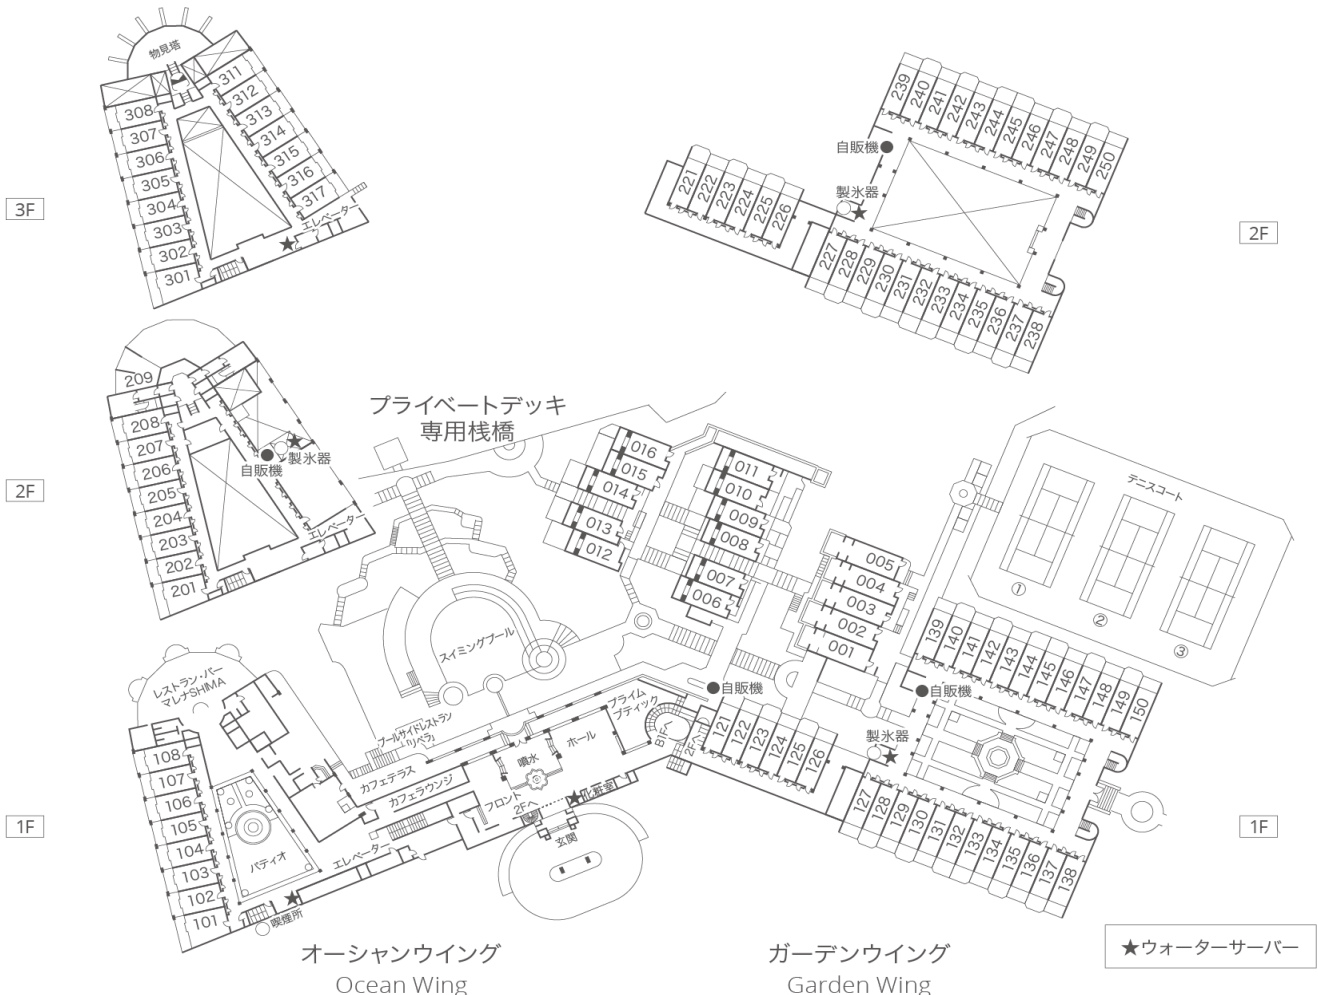 物見塔
308
307
306
305
304
303
302
301
311
312
313
314
315
316
317
エレベーター
3F
239
240
241
242
243
244
245
246
247
248
249
250
自販機
製氷器
221
222
223
224
225
226
227
228
229
230
231
232
233
234
235
236
237
238
2F
209
208
207
206
205
204
203
202
201
自販機
製氷器
エレベーター
2F
プライベートデッキ
専用桟橋
016
015
014
013
012
011
010
009
008
007
006
005
004
003
002
001
テニスコート
①
②
③
スイミングプール
レストラン・バー
マレナSHIMA
プールサイドレストラン
「リベラ」
カフェテラス
カフェラウンジ
噴水
ホール
プライム
ブティック
B1Fへ
2Fへ
フロント
2Fへ
化粧室
玄関
エレベーター
パティオ
喫煙所
108
107
106
105
104
103
102
101
1F
自販機
121
122
123
124
125
126
製氷器
自販機
139
140
141
142
143
144
145
146
147
148
149
150
127
128
129
130
131
132
133
134
135
136
137
138
1F
オーシャンウイング
Ocean Wing
ガーデンウイング
Garden Wing
★ウォーターサーバー